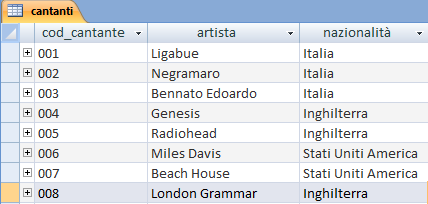 cantanti
cod_cantante artista nazionalità
001 Ligabue Italia
002 Negramaro Italia
003 Bennato Edoardo Italia
004 Genesis Inghilterra
005 Radiohead Inghilterra
006 Miles Davis Stati Uniti America
007 Beach House Stati Uniti America
008 London Grammar Inghilterra